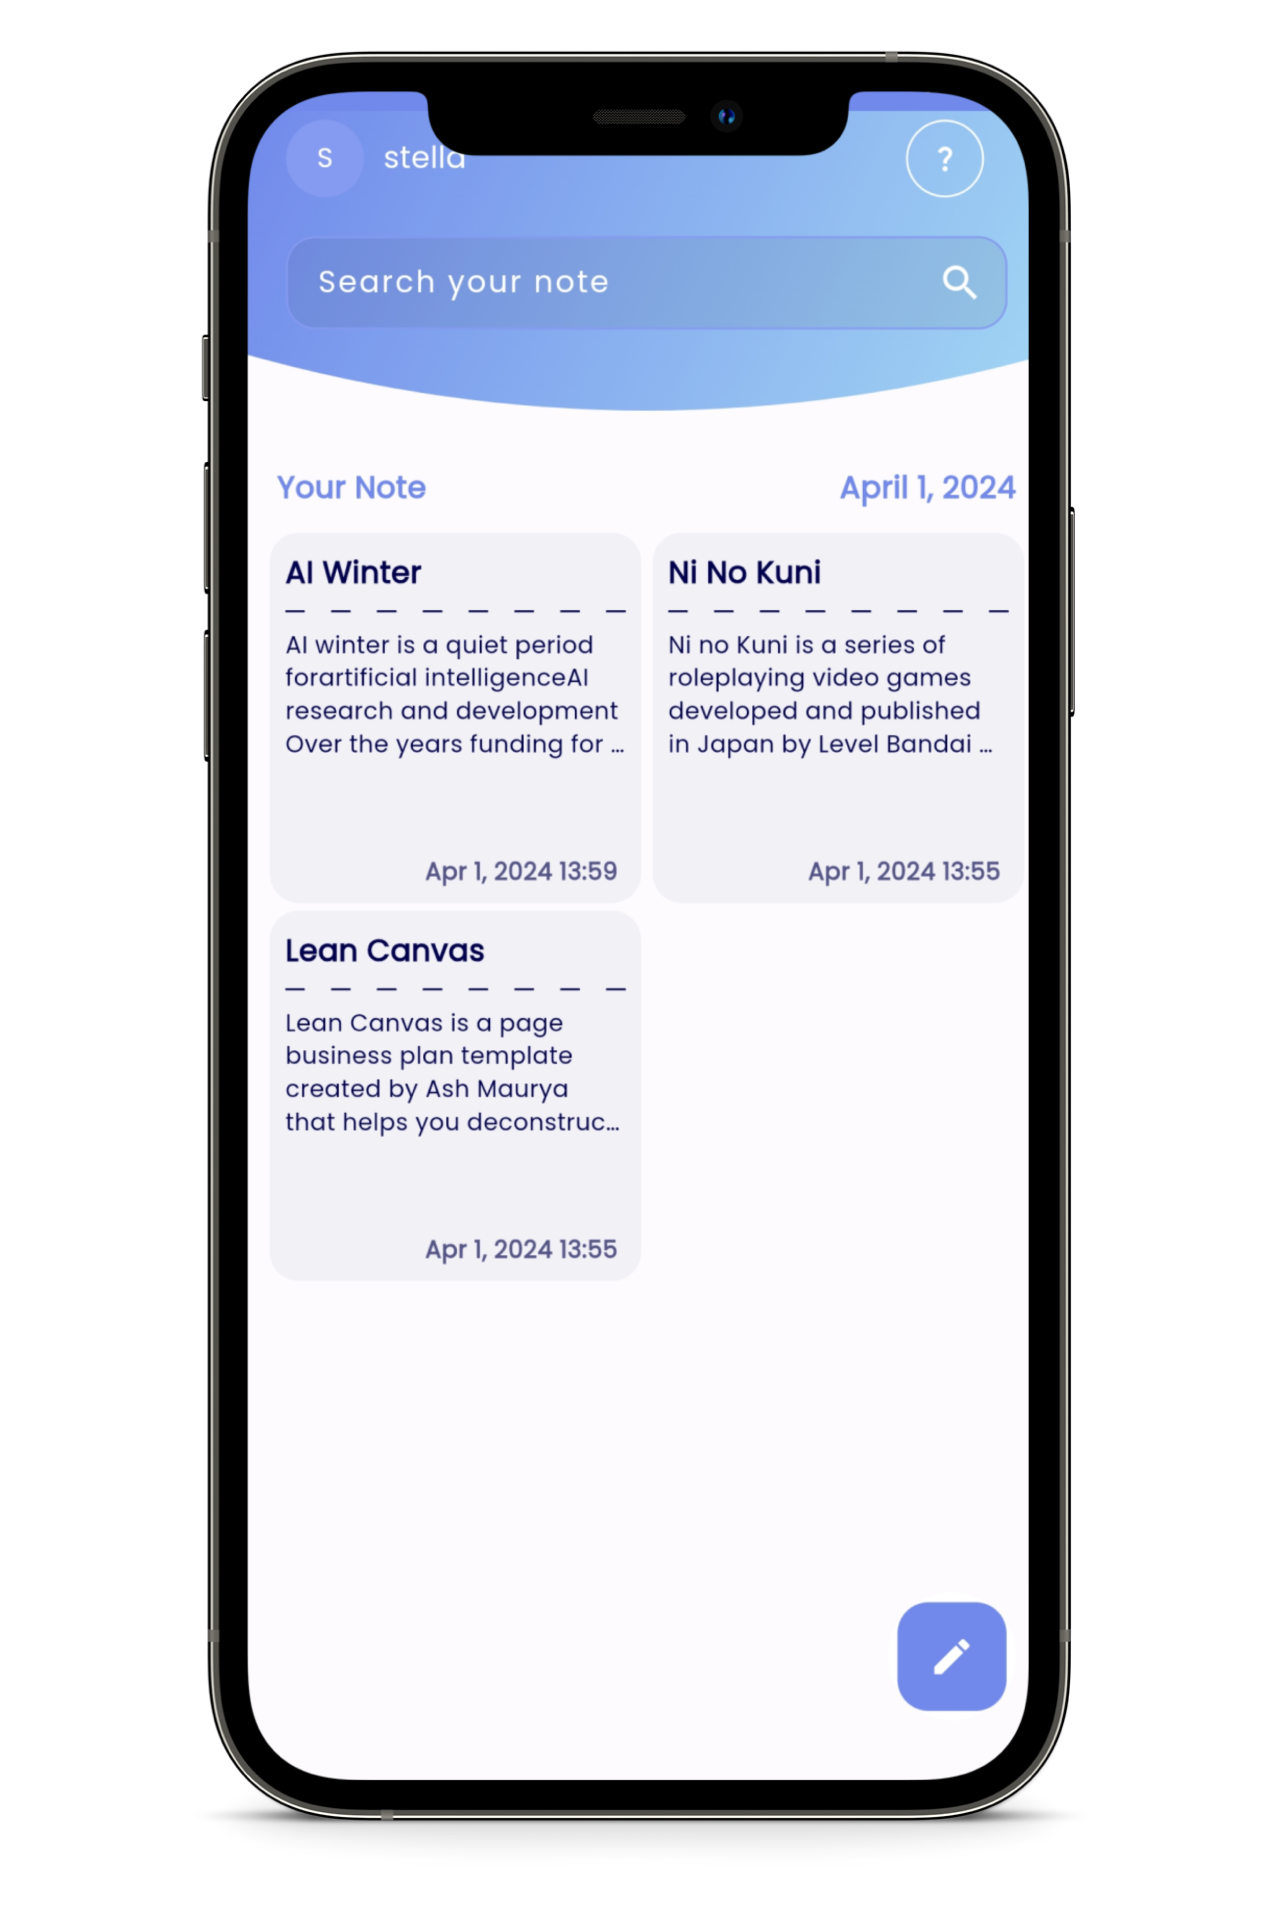 S stella ?
Search your note
Your Note April 1, 2024
AI Winter
AI winter is a quiet period
forartificial intelligenceAI
research and development
Over the years funding for ...
Apr 1, 2024 13:59
Ni No Kuni
Ni no Kuni is a series of
roleplaying video games
developed and published
in Japan by Level Bandai ...
Apr 1, 2024 13:55
Lean Canvas
Lean Canvas is a page
business plan template
created by Ash Maurya
that helps you deconstruc...
Apr 1, 2024 13:55